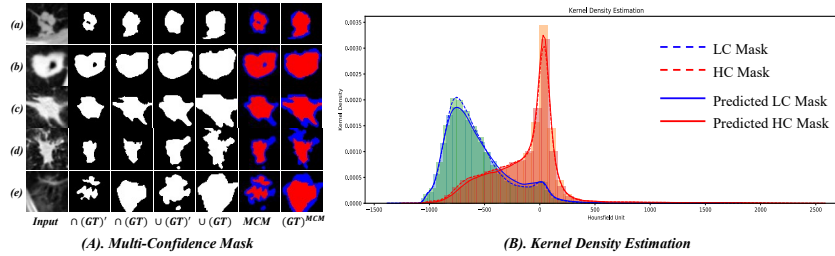 (a)
(b)
(c)
(d)
(e)
Input ∩ (GT)′ ∩ (GT) ∪ (GT)′ ∪ (GT) MCM (GT)^MCM
(A). Multi-Confidence Mask
Kernel Density Estimation
LC Mask
HC Mask
Predicted LC Mask
Predicted HC Mask
Kernel Density
0,0035
0,0030
0,0025
0,0020
0,0015
0,0010
0,0005
0,0000
−1500 −1000 −500 0 500 1000 1500 2000 2500
Hounsfield Unit
(B). Kernel Density Estimation